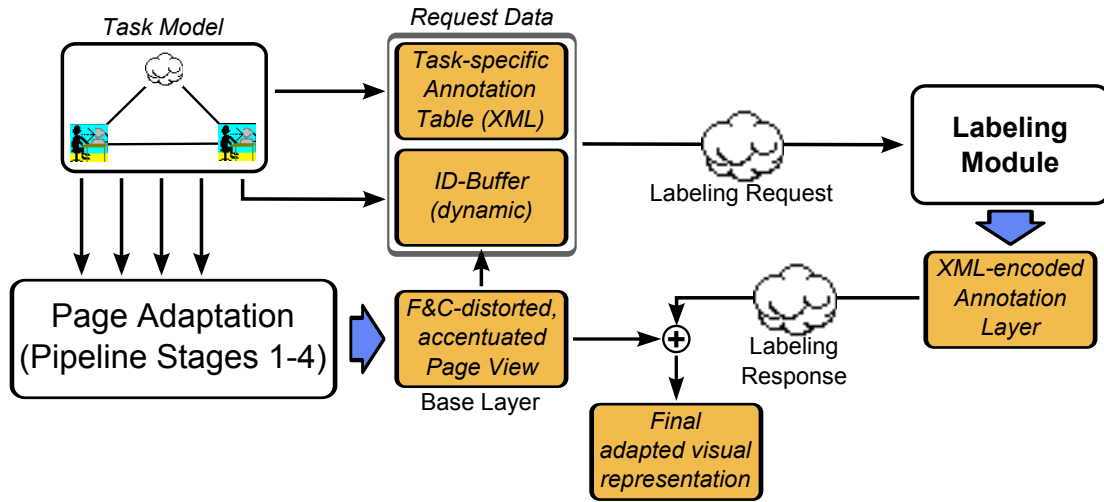 Task Model
Request Data
Task-specific
Annotation
Table (XML)
ID-Buffer
(dynamic)
Labeling Request
Labeling
Module
Page Adaptation
(Pipeline Stages 1-4)
F&C-distorted,
accentuated
Page View
Base Layer
Labeling
Response
XML-encoded
Annotation
Layer
Final
adapted visual
representation